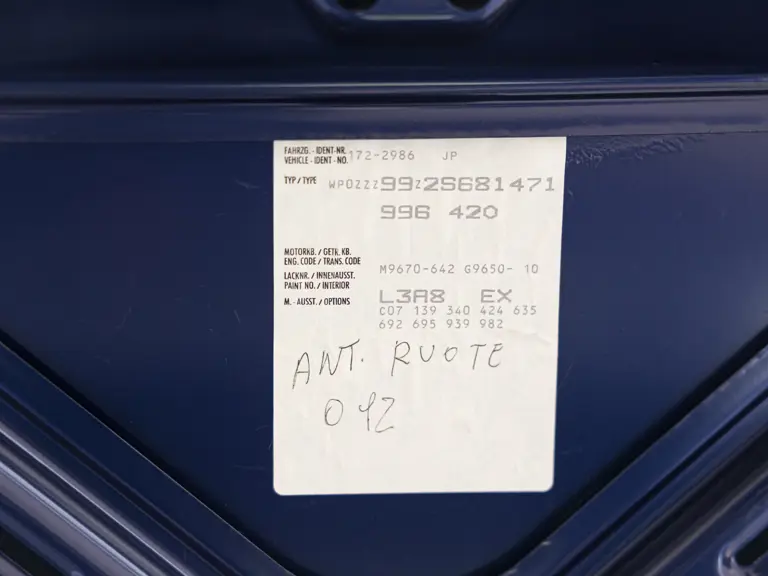 FAHRZG. - IDENT-NR.
VEHICLE - IDENT - NO. 172-2986 JP
TYP / TYPE WP0ZZZ99Z2S681471
996 420
MOTORKB. / GETR. KB.
ENG. CODE / TRANS. CODE M9670-642 G9650- 10
LACKNR. / INNENAUSST.
PAINT NO. / INTERIOR L3A8 EX
M. - AUSST. / OPTIONS C07 139 340 424 635
692 695 939 982
ANT. RUOTE
042